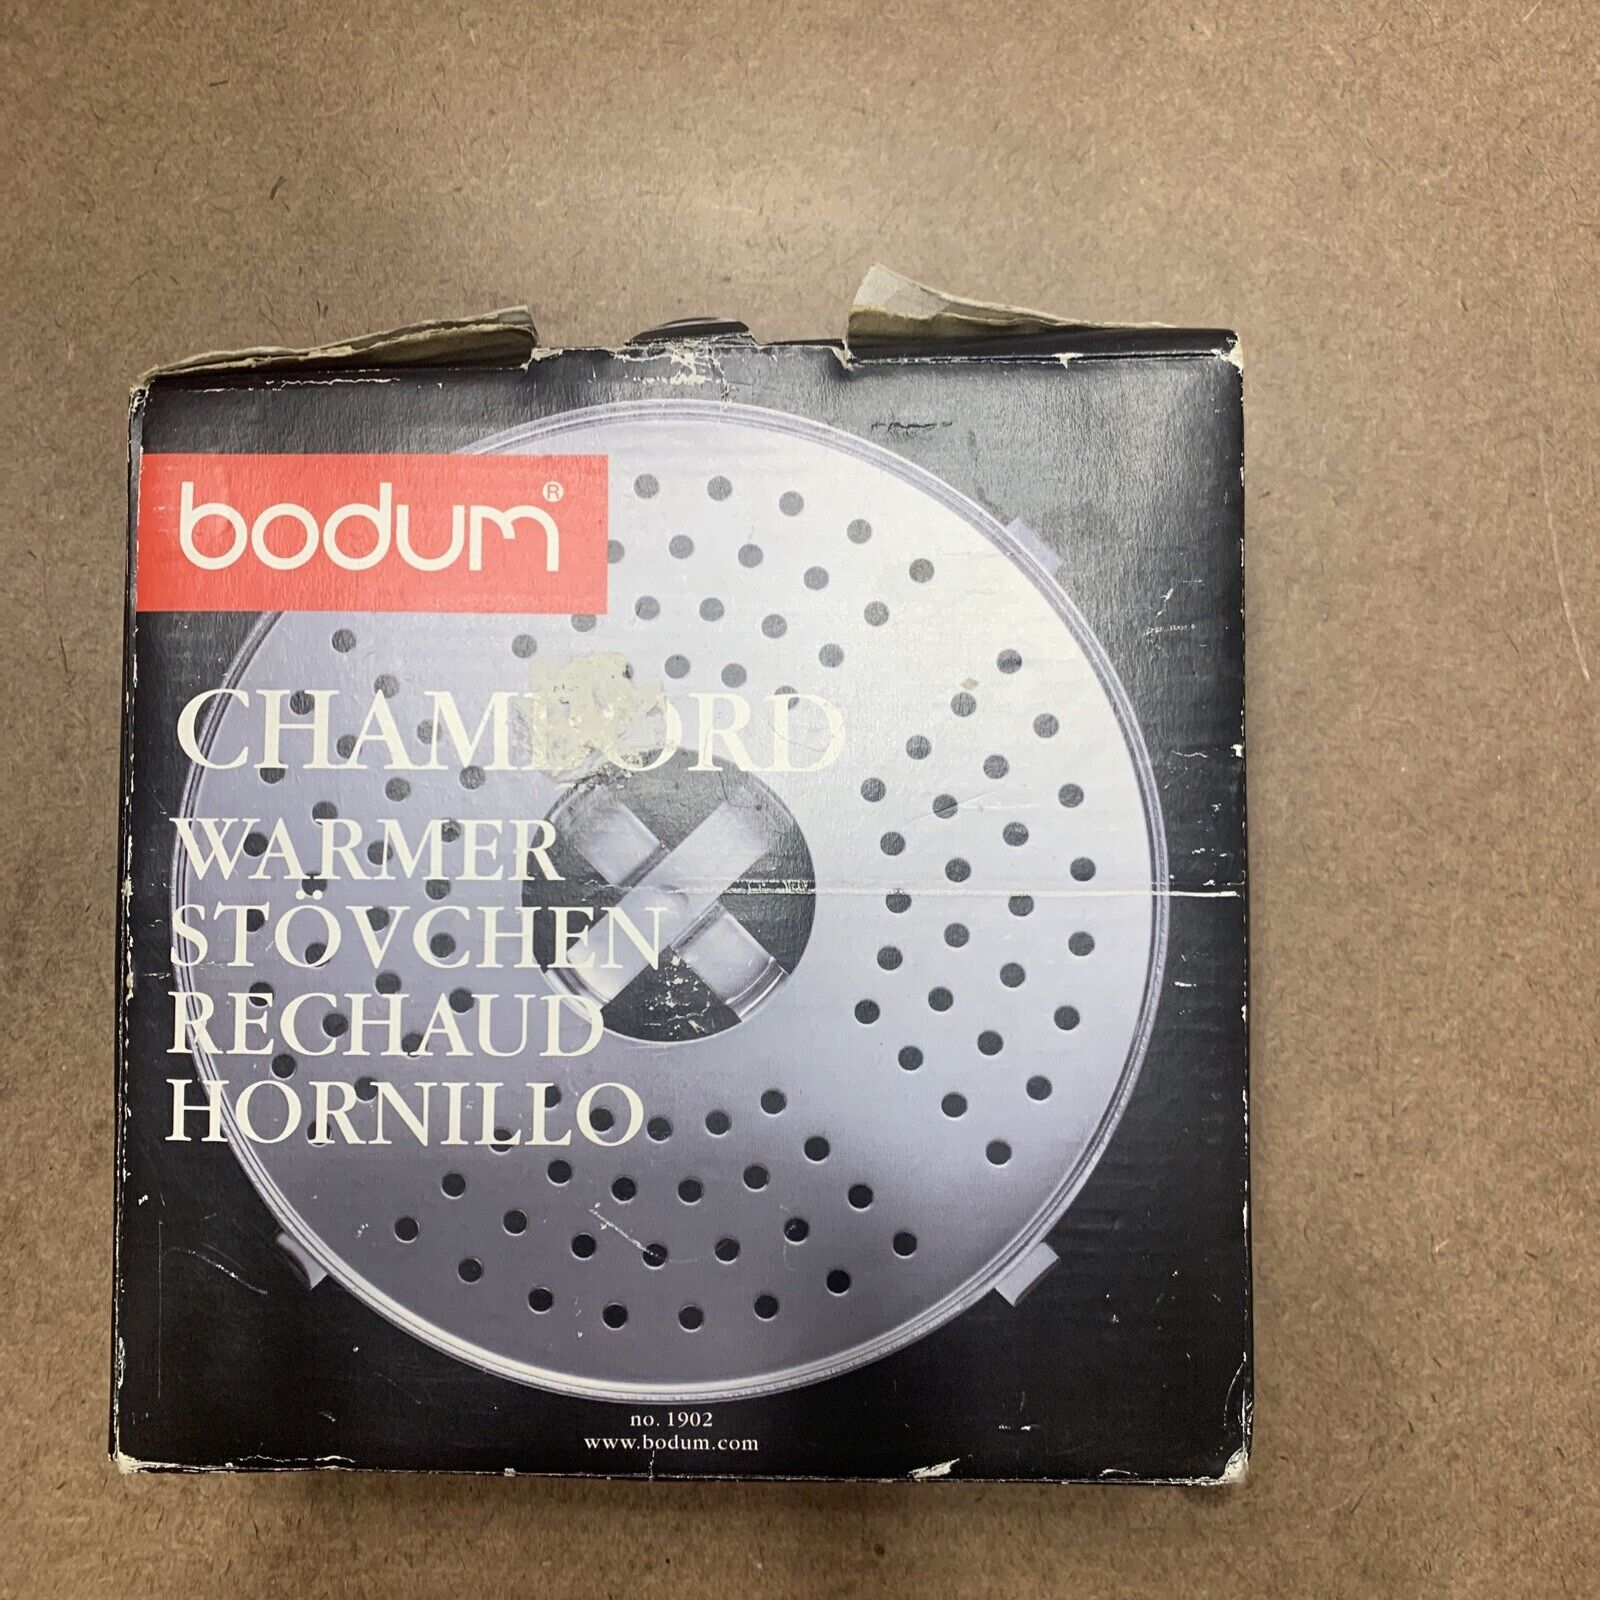 bodum®
CHAMBORD
WARMER
STÖVCHEN
RECHAUD
HORNILLO
no. 1902
www.bodum.com